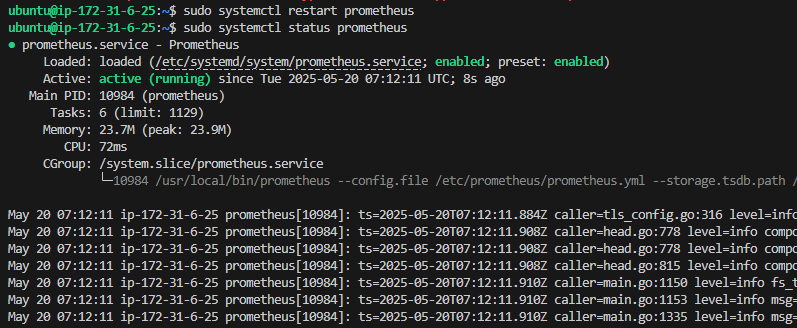 ubuntu@ip-172-31-6-25:~$ sudo systemctl restart prometheus
ubuntu@ip-172-31-6-25:~$ sudo systemctl status prometheus
● prometheus.service - Prometheus
Loaded: loaded (/etc/systemd/system/prometheus.service; enabled; preset: enabled)
Active: active (running) since Tue 2025-05-20 07:12:11 UTC; 8s ago
Main PID: 10984 (prometheus)
Tasks: 6 (limit: 1129)
Memory: 23.7M (peak: 23.9M)
CPU: 72ms
CGroup: /system.slice/prometheus.service
└─10984 /usr/local/bin/prometheus --config.file /etc/prometheus/prometheus.yml --storage.tsdb.path /
May 20 07:12:11 ip-172-31-6-25 prometheus[10984]: ts=2025-05-20T07:12:11.884Z caller=tls_config.go:316 level=info
May 20 07:12:11 ip-172-31-6-25 prometheus[10984]: ts=2025-05-20T07:12:11.908Z caller=head.go:778 level=info compo
May 20 07:12:11 ip-172-31-6-25 prometheus[10984]: ts=2025-05-20T07:12:11.908Z caller=head.go:778 level=info compo
May 20 07:12:11 ip-172-31-6-25 prometheus[10984]: ts=2025-05-20T07:12:11.908Z caller=head.go:815 level=info compo
May 20 07:12:11 ip-172-31-6-25 prometheus[10984]: ts=2025-05-20T07:12:11.910Z caller=main.go:1150 level=info fs_t
May 20 07:12:11 ip-172-31-6-25 prometheus[10984]: ts=2025-05-20T07:12:11.910Z caller=main.go:1153 level=info msg=
May 20 07:12:11 ip-172-31-6-25 prometheus[10984]: ts=2025-05-20T07:12:11.910Z caller=main.go:1335 level=info msg=